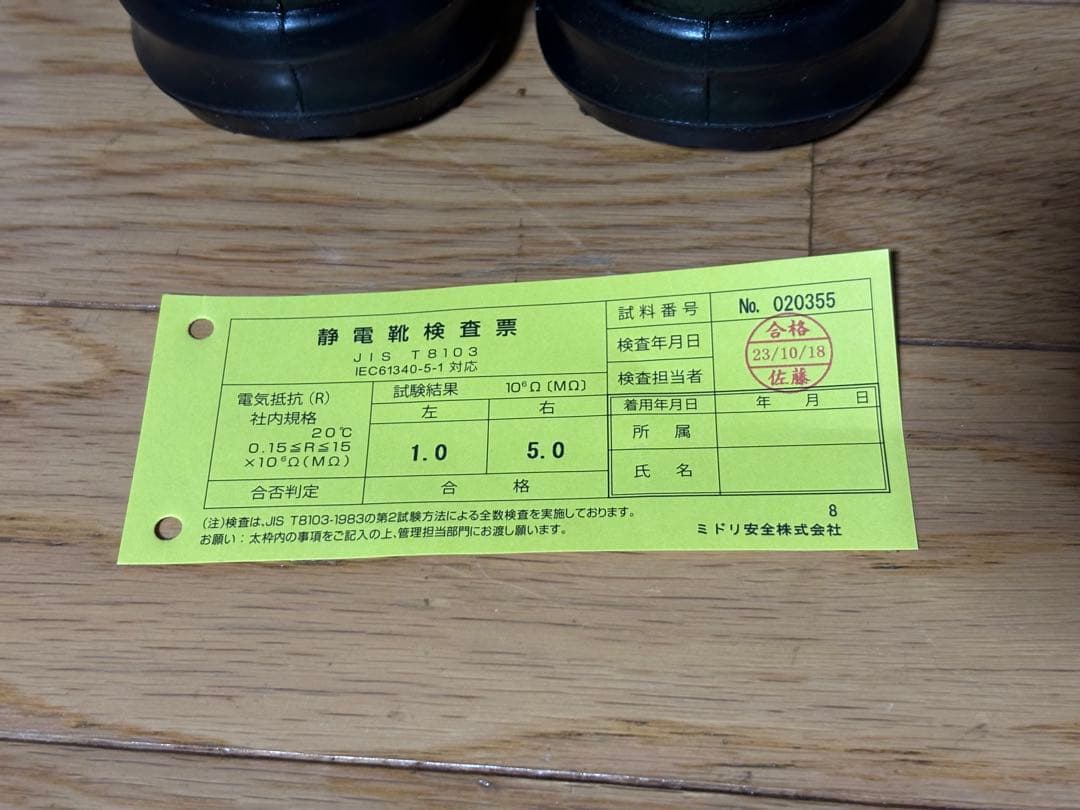 静電靴検査票
JIS T8103
IEC61340-5-1 対応
試料番号
No. 020355
検査年月日
検査担当者
合格
23/10/18
佐藤
電気抵抗(R)
社内規格
20℃
0.15≦R≦15
×10⁶Ω(MΩ)
試験結果 10⁶Ω〔MΩ〕
左 右
1.0 5.0
合否判定 合格
着用年月日 年 月 日
所属
氏名
(注)検査は、JIS T8103-1983の第2試験方法による全数検査を実施しております。
お願い:太枠内の事項をご記入の上、管理担当部門にお渡し願います。
8
ミドリ安全株式会社